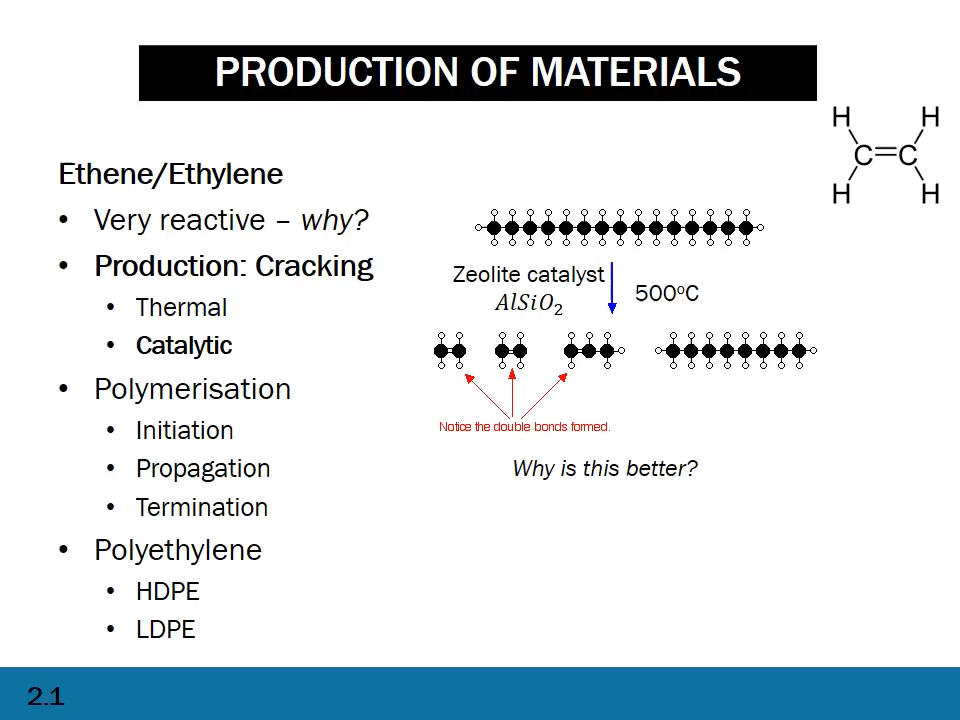 PRODUCTION OF MATERIALS
H H
C=C
H H
Ethene/Ethylene
• Very reactive – why?
• Production: Cracking
• Thermal
• Catalytic
• Polymerisation
• Initiation
• Propagation
• Termination
• Polyethylene
• HDPE
• LDPE
Zeolite catalyst
AlSiO₂
500°C
Notice the double bonds formed.
Why is this better?
2.1